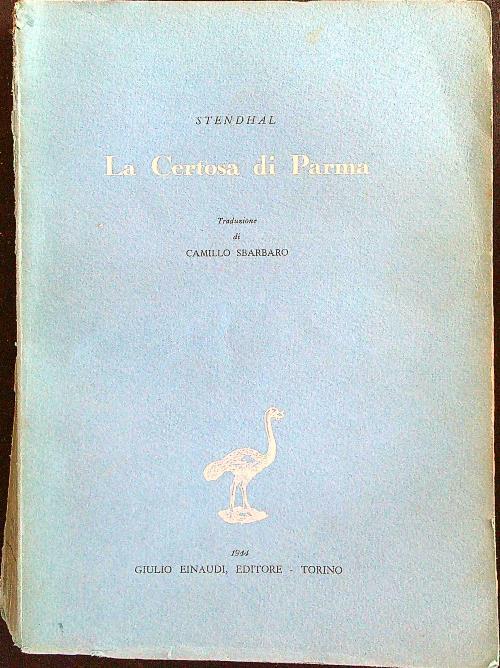 STENDHAL
La Certosa di Parma
Traduzione
di
CAMILLO SBARBARO
1944
GIULIO EINAUDI, EDITORE - TORINO